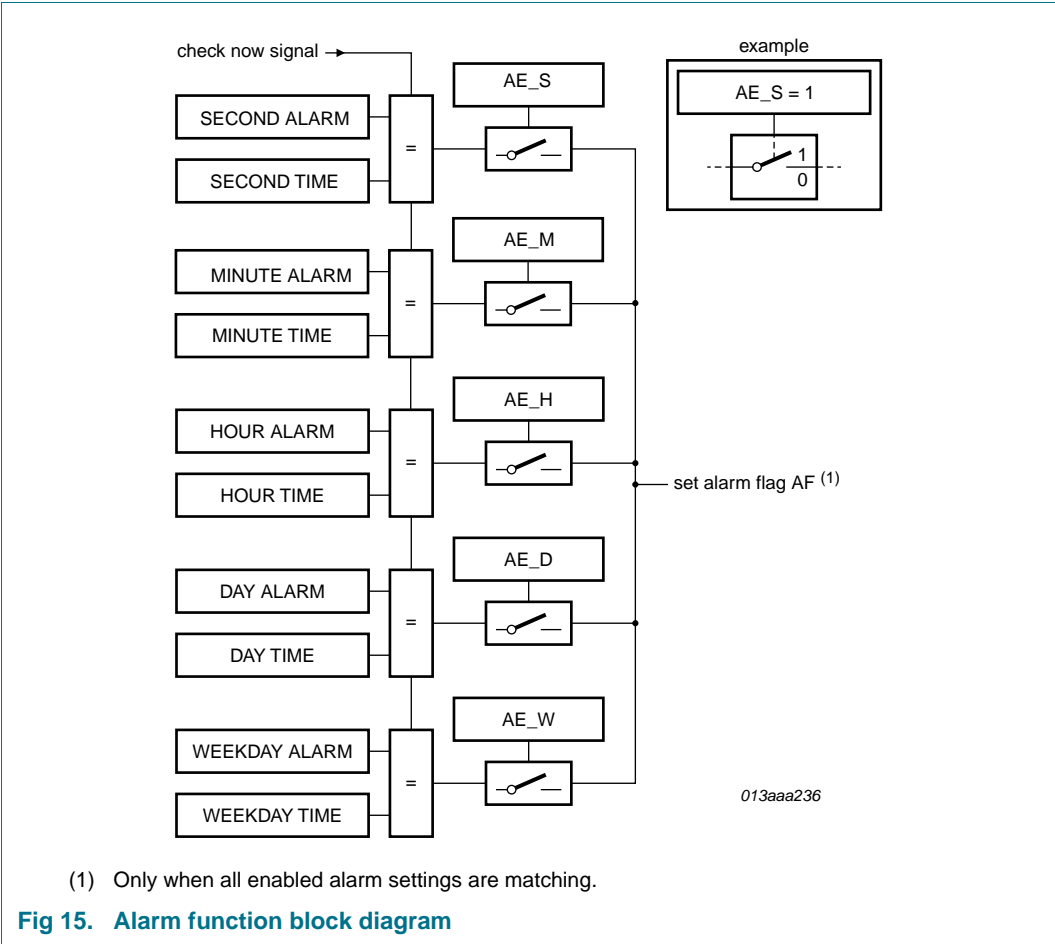 check now signal
example
AE_S
AE_S = 1
SECOND ALARM
=
1
0
SECOND TIME
AE_M
MINUTE ALARM
=
MINUTE TIME
AE_H
HOUR ALARM
=
HOUR TIME
set alarm flag AF (1)
AE_D
DAY ALARM
=
DAY TIME
AE_W
WEEKDAY ALARM
=
WEEKDAY TIME
013aaa236
(1) Only when all enabled alarm settings are matching.
Fig 15. Alarm function block diagram